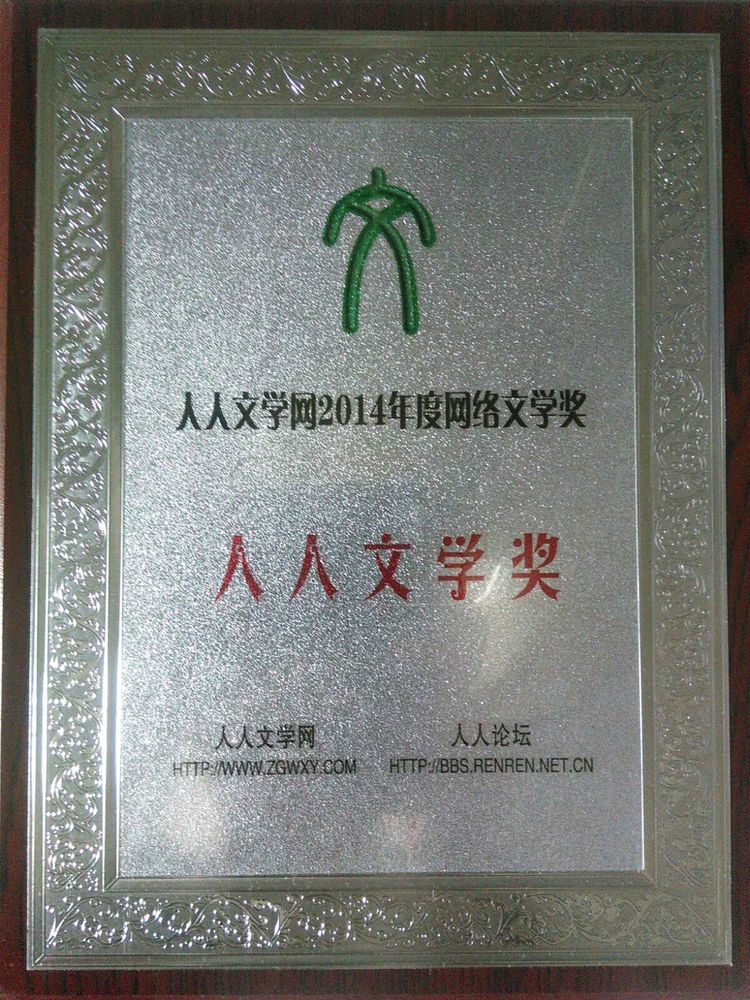 文
人人文学网2014年度网络文学奖
人人文学奖
人人文学网 人人论坛
HTTP://WWW.ZGWXY.COM HTTP://BBS.RENREN.NET.CN